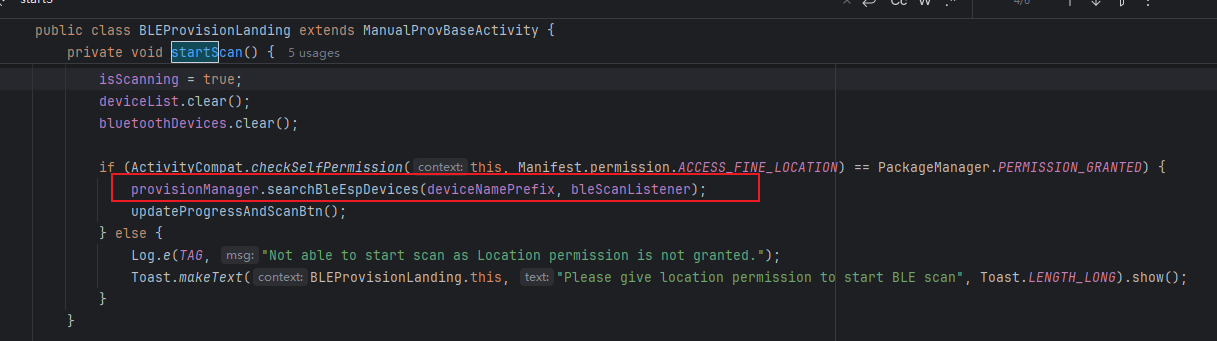 starts
Cc W .* 4/6
public class BLEProvisionLanding extends ManualProvBaseActivity {
private void startScan() { 5 usages
isScanning = true;
deviceList.clear();
bluetoothDevices.clear();
if (ActivityCompat.checkSelfPermission( context: this, Manifest.permission.ACCESS_FINE_LOCATION) == PackageManager.PERMISSION_GRANTED) {
provisionManager.searchBleEspDevices(deviceNamePrefix, bleScanListener);
updateProgressAndScanBtn();
} else {
Log.e(TAG, msg: "Not able to start scan as Location permission is not granted.");
Toast.makeText( context: BLEProvisionLanding.this, text: "Please give location permission to start BLE scan", Toast.LENGTH_LONG).show();
}
}